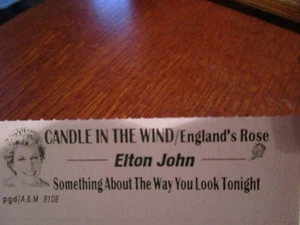 CANDLE IN THE WIND/England's Rose
Elton John
Something About The Way You Look Tonight
pgd/A&M 8108